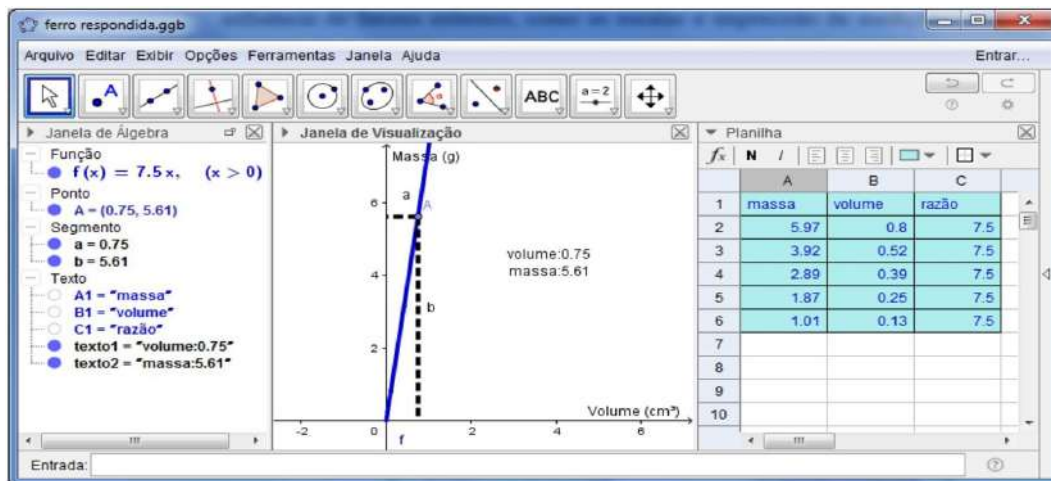 ferro respondida.ggb
Arquivo Editar Exibir Opções Ferramentas Janela Ajuda
Entrar...
A
ABC
a=2
Janela de Álgebra
Função
f(x) = 7.5x, (x > 0)
Ponto
A = (0.75, 5.61)
Segmento
a = 0.75
b = 5.61
Texto
A1 = "massa"
B1 = "volume"
C1 = "razão"
texto1 = "volume:0.75"
texto2 = "massa:5.61"
Janela de Visualização
Massa (g)
a
A
6
volume:0.75
massa:5.61
4
b
2
Volume (cm³)
-2 0 2 4 6
f
Planilha
fx N I
A B C
1 massa volume razão
2 5.97 0.8 7.5
3 3.92 0.52 7.5
4 2.89 0.39 7.5
5 1.87 0.25 7.5
6 1.01 0.13 7.5
7
8
9
10
Entrada: